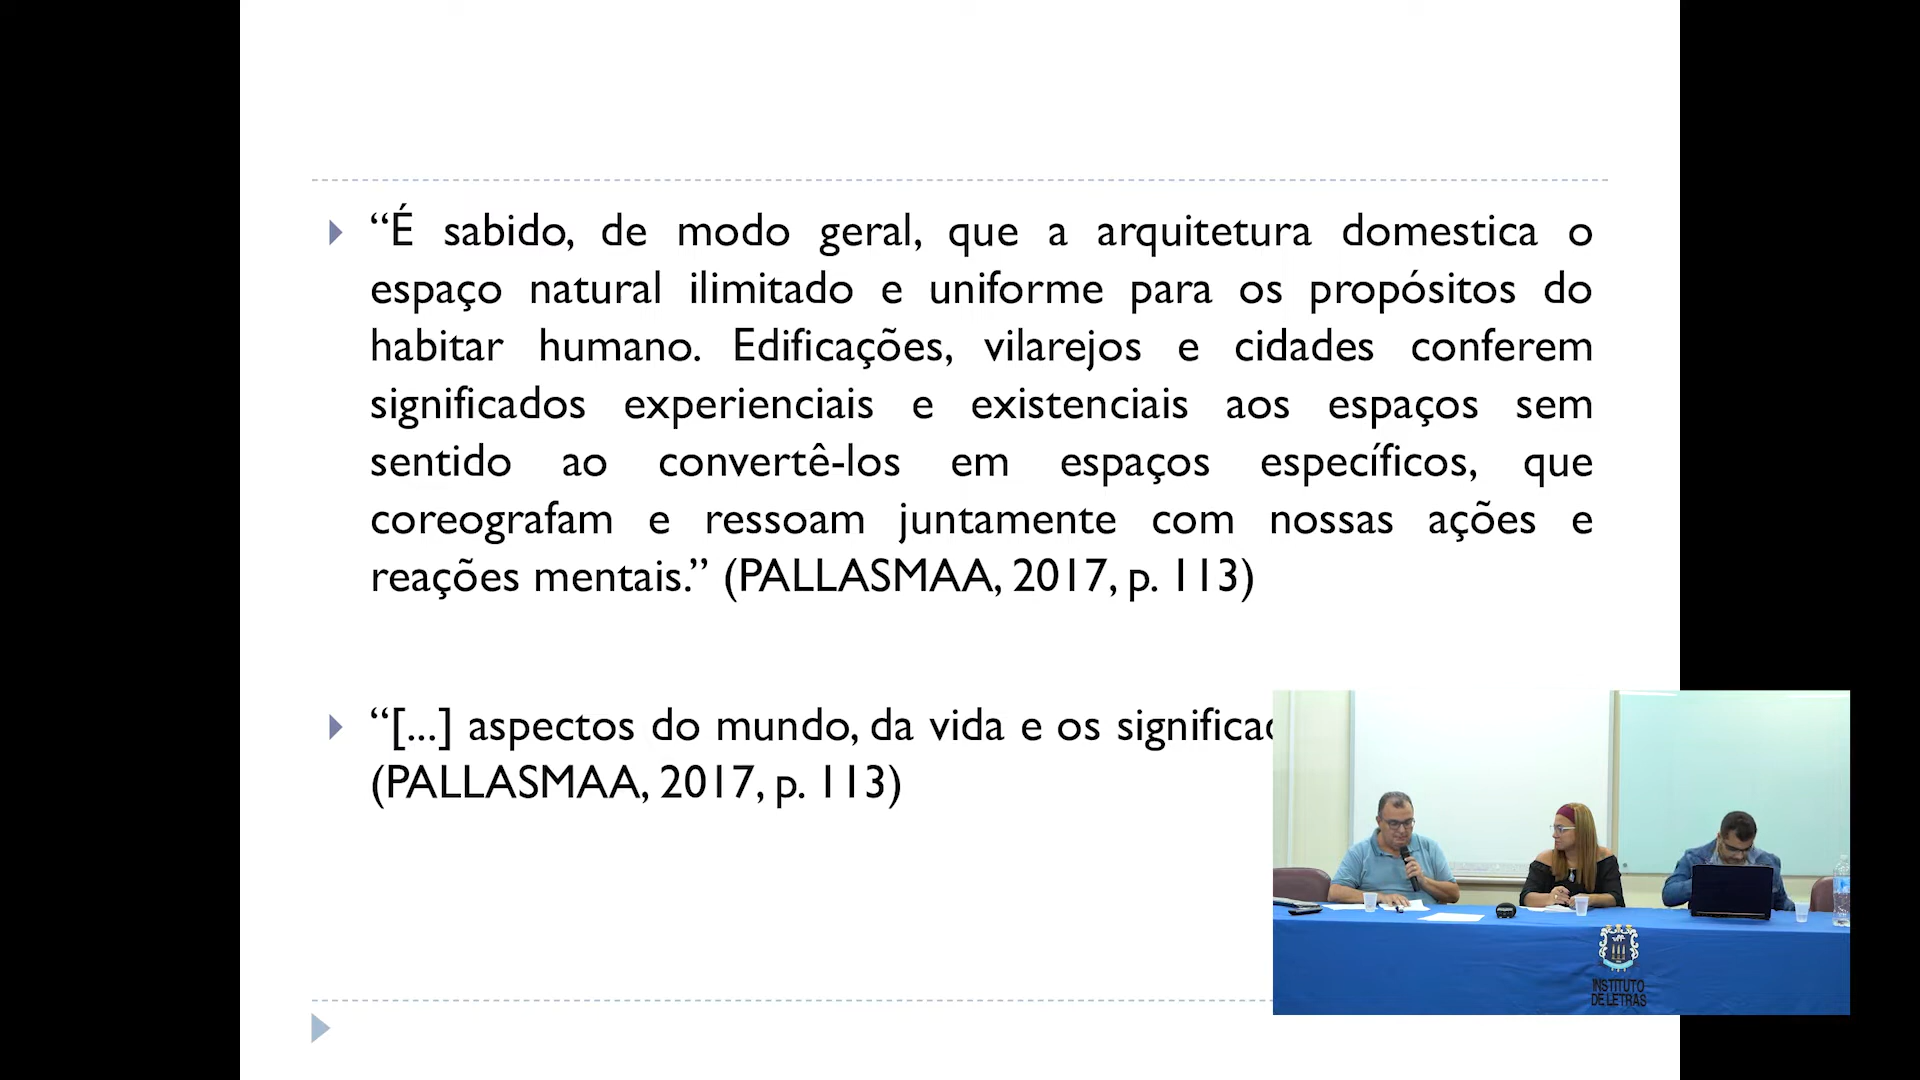 “É sabido, de modo geral, que a arquitetura domestica o
espaço natural ilimitado e uniforme para os propósitos do
habitar humano. Edificações, vilarejos e cidades conferem
significados experienciais e existenciais aos espaços sem
sentido ao convertê-los em espaços específicos, que
coreografam e ressoam juntamente com nossas ações e
reações mentais.” (PALLASMAA, 2017, p. 113)
“[...] aspectos do mundo, da vida e os
(PALLASMAA, 2017, p. 113)
INSTITUTO
DE LETRAS